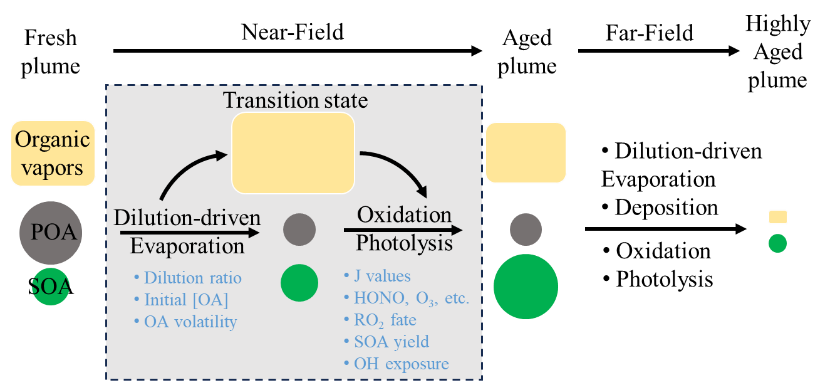 Fresh
plume
Near-Field
Aged
plume
Far-Field
Highly
Aged
plume
Transition state
Organic
vapors
POA
SOA
Dilution-driven
Evaporation
• Dilution ratio
• Initial [OA]
• OA volatility
Oxidation
Photolysis
• J values
• HONO, O₃, etc.
• RO₂ fate
• SOA yield
• OH exposure
• Dilution-driven
Evaporation
• Deposition
• Oxidation
• Photolysis